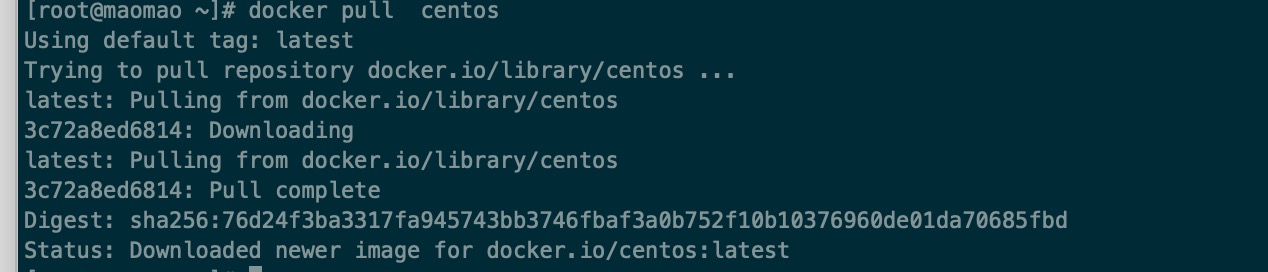 [root@maomao ~]# docker pull  centos
Using default tag: latest
Trying to pull repository docker.io/library/centos ...
latest: Pulling from docker.io/library/centos
3c72a8ed6814: Downloading
latest: Pulling from docker.io/library/centos
3c72a8ed6814: Pull complete
Digest: sha256:76d24f3ba3317fa945743bb3746fbaf3a0b752f10b10376960de01da70685fbd
Status: Downloaded newer image for docker.io/centos:latest